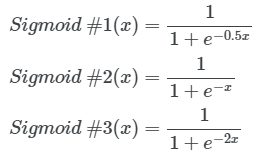 Sigmoid #1(x) = 1 / (1 + e^{-0.5x})
Sigmoid #2(x) = 1 / (1 + e^{-x})
Sigmoid #3(x) = 1 / (1 + e^{-2x})